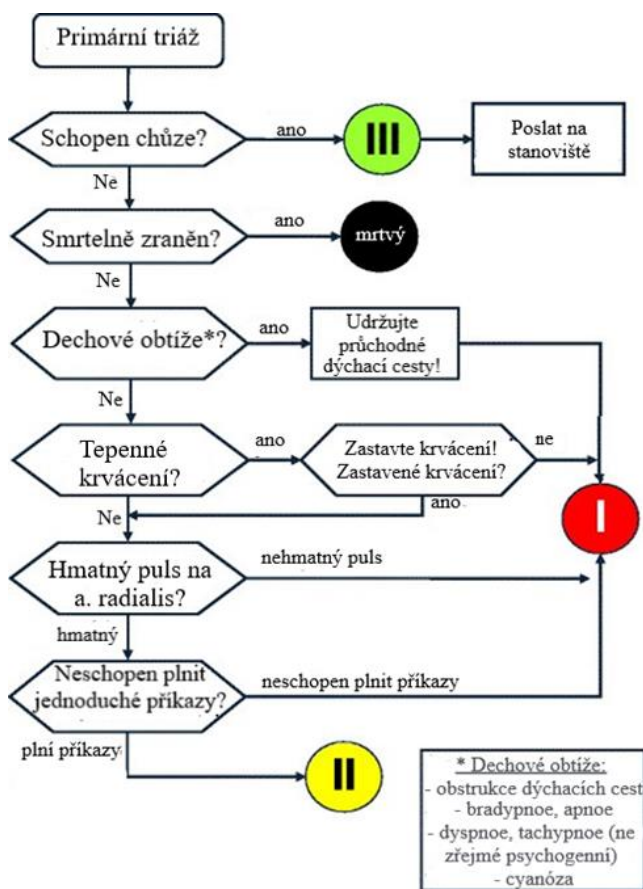 Primární triáž
Schopen chůze?
ano
III
Poslat na
stanoviště
Ne
Smrtelně zraněn?
ano
mrtvý
Ne
Dechové obtíže*?
ano
Udržujte
průchodné
dýchací cesty!
Ne
Tepenné
krvácení?
ano
Zastavte krvácení!
Zastavené krvácení?
ne
ano
Ne
I
Hmatný puls na
a. radialis?
nehmatný puls
hmatný
Neschopen plnit
jednoduché příkazy?
neschopen plnit příkazy
plní příkazy
II
* Dechové obtíže:
- obstrukce dýchacích cest
- bradypnoe, apnoe
- dyspnoe, tachypnoe (ne
zřejmé psychogenní)
- cyanóza